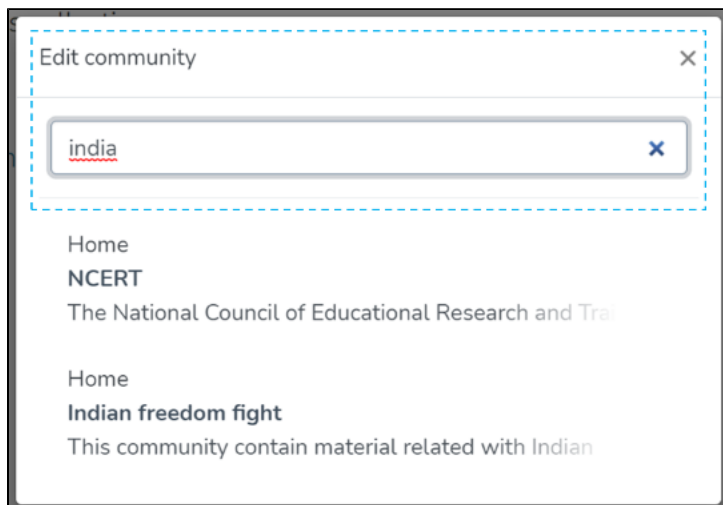 Edit community
india
Home
NCERT
The National Council of Educational Research and Trai
Home
Indian freedom fight
This community contain material related with Indian